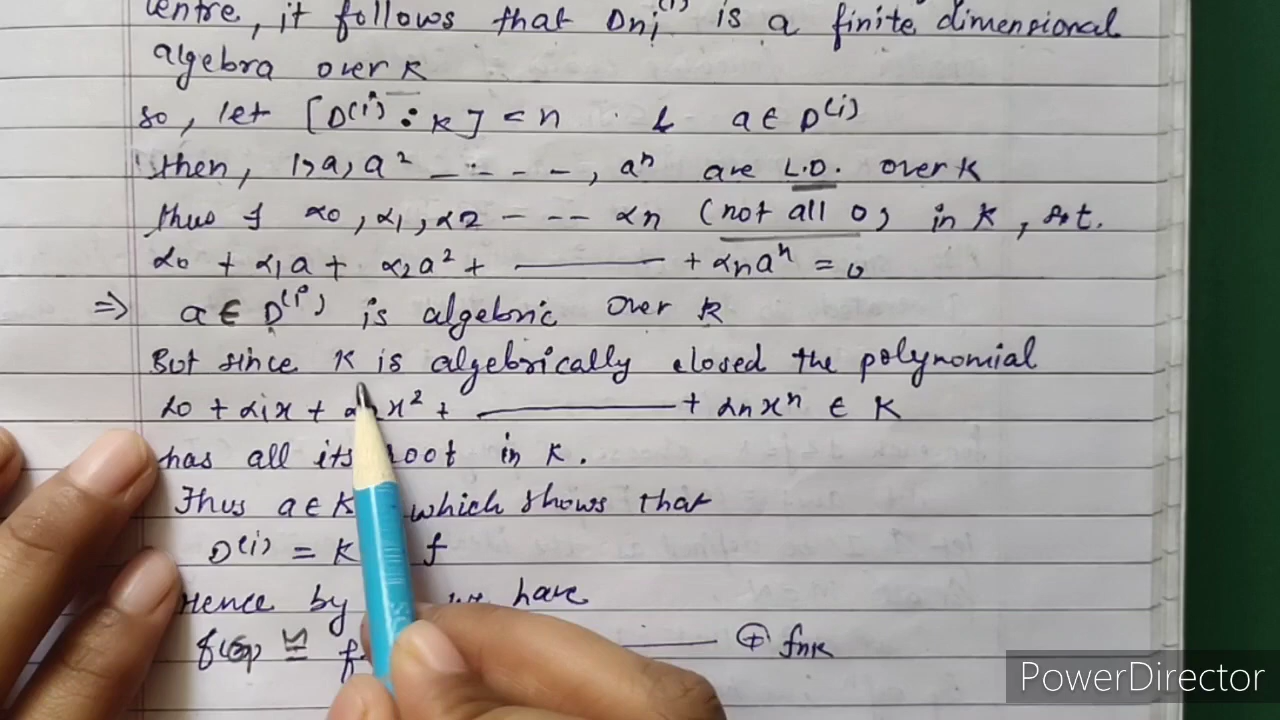 centre, it follows that Dni⁽ⁱ⁾ is a finite dimensional
algebra over K
so, let [D⁽ⁱ⁾ : K] = n & a ∈ D⁽ⁱ⁾
then, 1, a, a² -----, aⁿ are L.D. over K
thus ∃ α0, α1, α2 --- αn (not all 0) in K, s.t.
α0 + α1a + α2a² + ——— + αnaⁿ = 0
⇒ a ∈ D⁽ⁱ⁾ is algebric over K
But since K is algebrically closed the polynomial
α0 + α1x + x² + ——— + αnxⁿ ∈ K
has all its root in K.
Thus a ∈ K which shows that
D⁽ⁱ⁾ = K
Hence by have
≅ ——— ⊕ fnk
PowerDirector